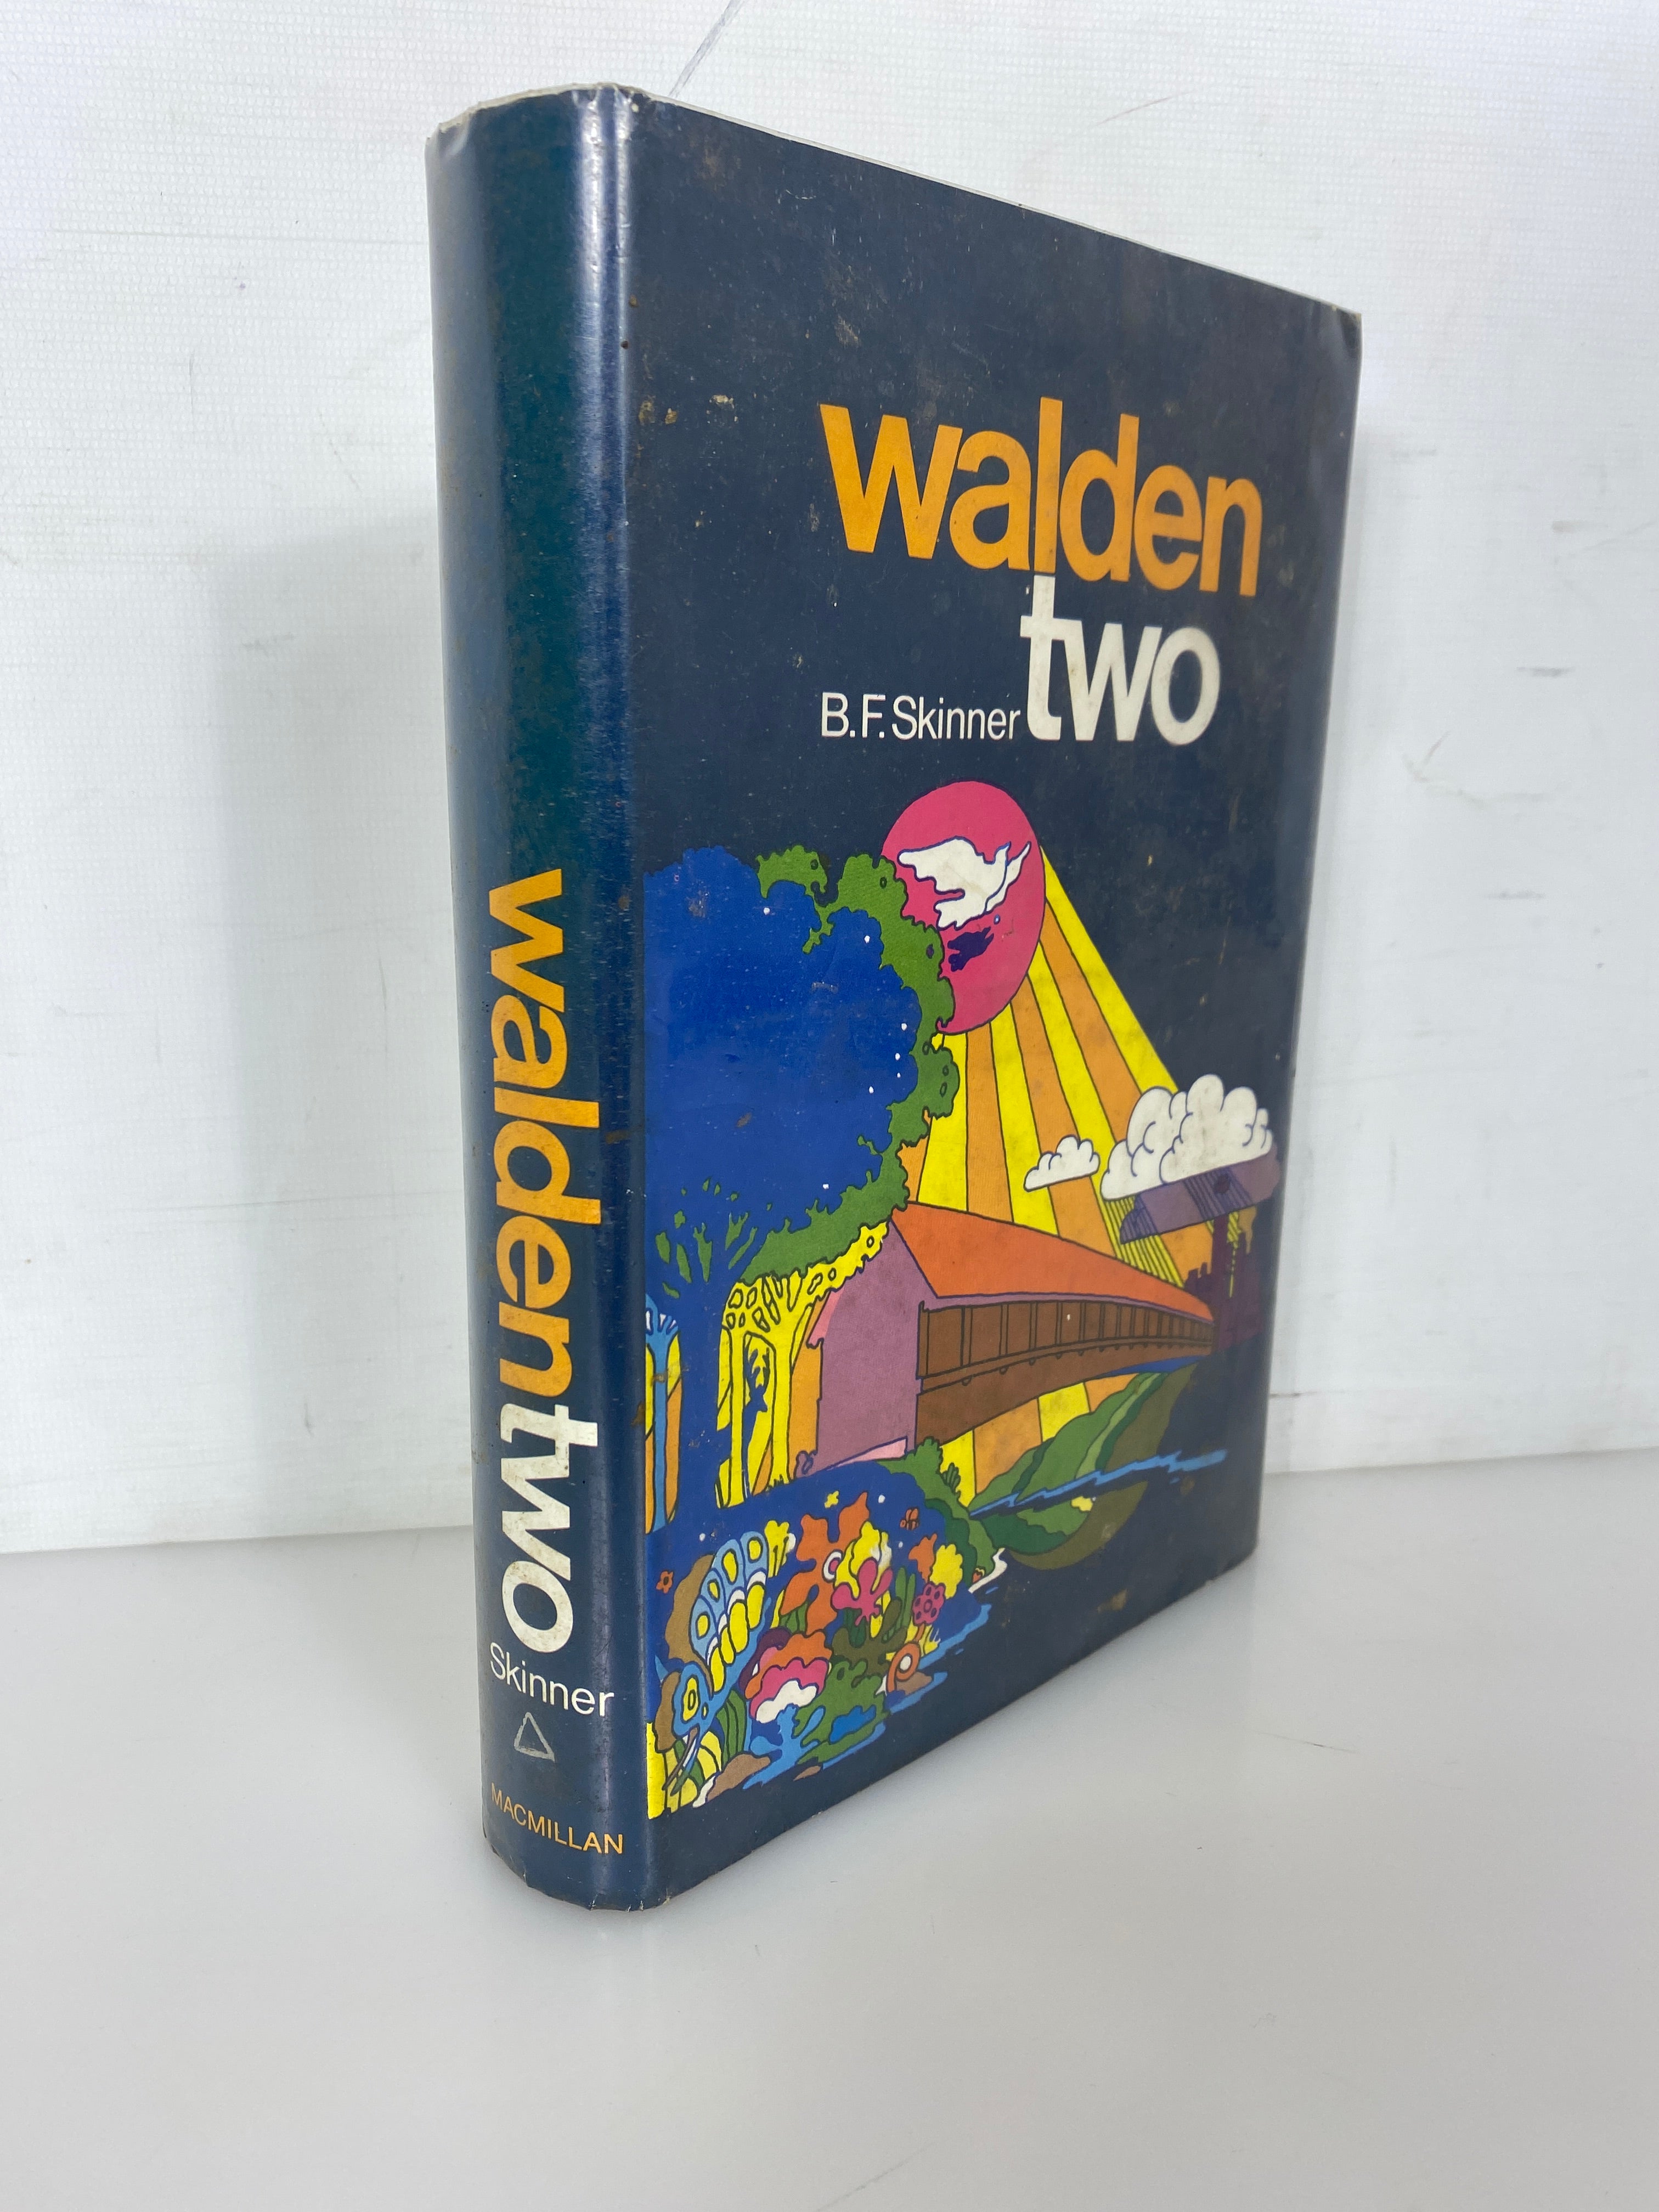 walden
two
B.F. Skinner
walden two
Skinner
MACMILLAN